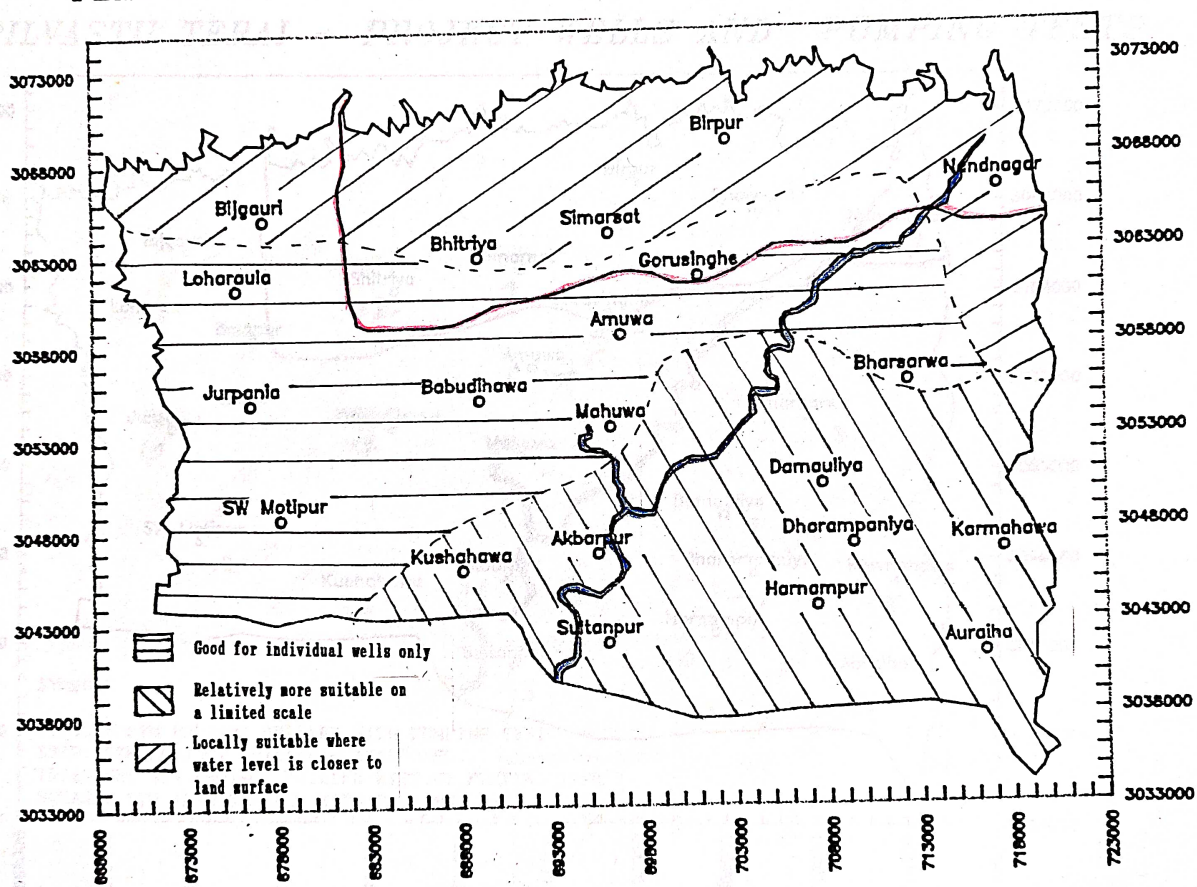 3073000
3068000
3063000
3058000
3053000
3048000
3043000
3038000
3033000
3073000
3068000
3063000
3058000
3053000
3048000
3043000
3038000
3033000
Birpur
Nandnagar
Bijgauri
Simarsat
Bhitriya
Gorusinghe
Loharaula
Amuwa
Bharsarwa
Jurpania
Babudihawa
Mahuwa
Damauliya
SW Motipur
Dharampaniya
Karmahawa
Akbarpur
Kushahawa
Harnampur
Sultanpur
Auraiha
Good for individual wells only
Relatively more suitable on
a limited scale
Locally suitable where
water level is closer to
land surface
668000
673000
678000
683000
688000
693000
698000
703000
708000
713000
718000
723000